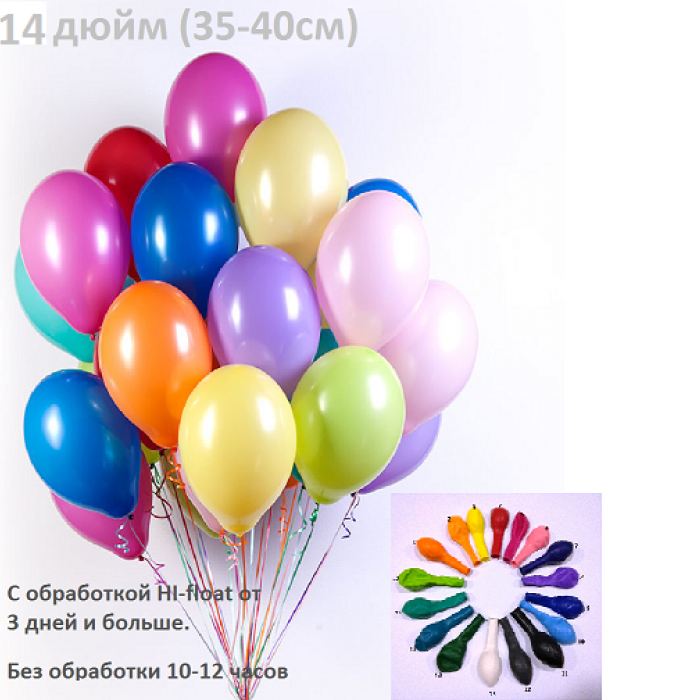 14 дюйм (35-40см)
С обработкой HI-float от
3 дней и больше.
Без обработки 10-12 часов